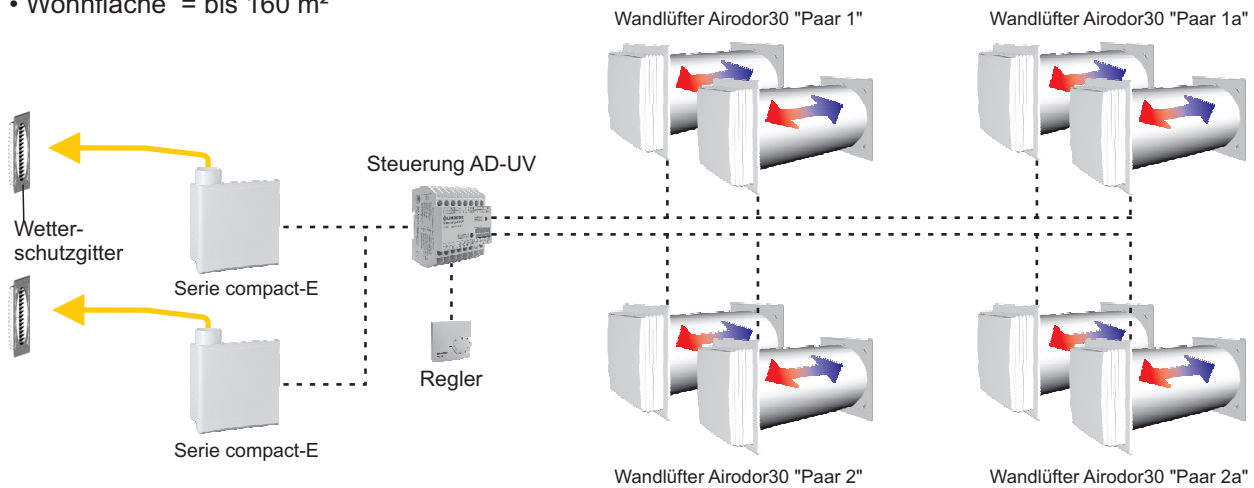 • Wohnfläche = bis 160 m²
Wandlüfter Airodor30 "Paar 1"
Wandlüfter Airodor30 "Paar 1a"
Steuerung AD-UV
Wetter-
schutzgitter
Serie compact-E
Regler
Serie compact-E
Wandlüfter Airodor30 "Paar 2"
Wandlüfter Airodor30 "Paar 2a"